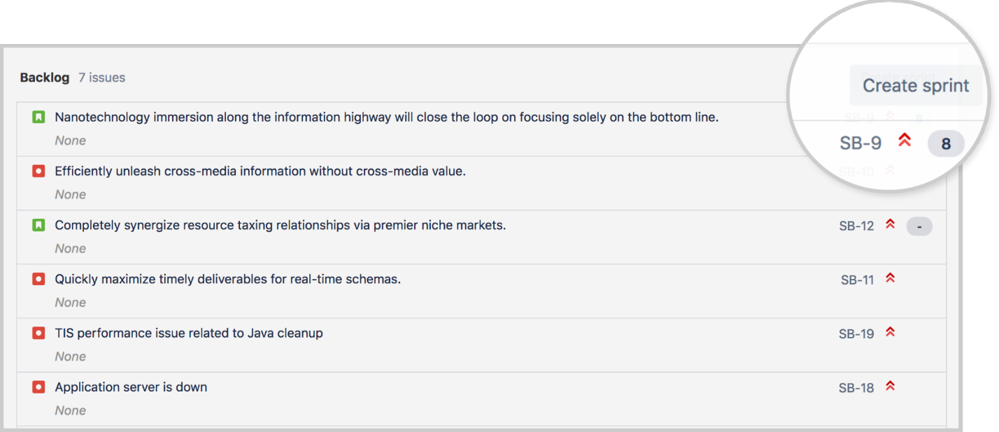 Backlog 7 issues
Create sprint
Nanotechnology immersion along the information highway will close the loop on focusing solely on the bottom line.
SB-9 8
None
Efficiently unleash cross-media information without cross-media value.
SB-10
None
Completely synergize resource taxing relationships via premier niche markets.
SB-12 -
None
Quickly maximize timely deliverables for real-time schemas.
SB-11
None
TIS performance issue related to Java cleanup
SB-19
None
Application server is down
SB-18
None